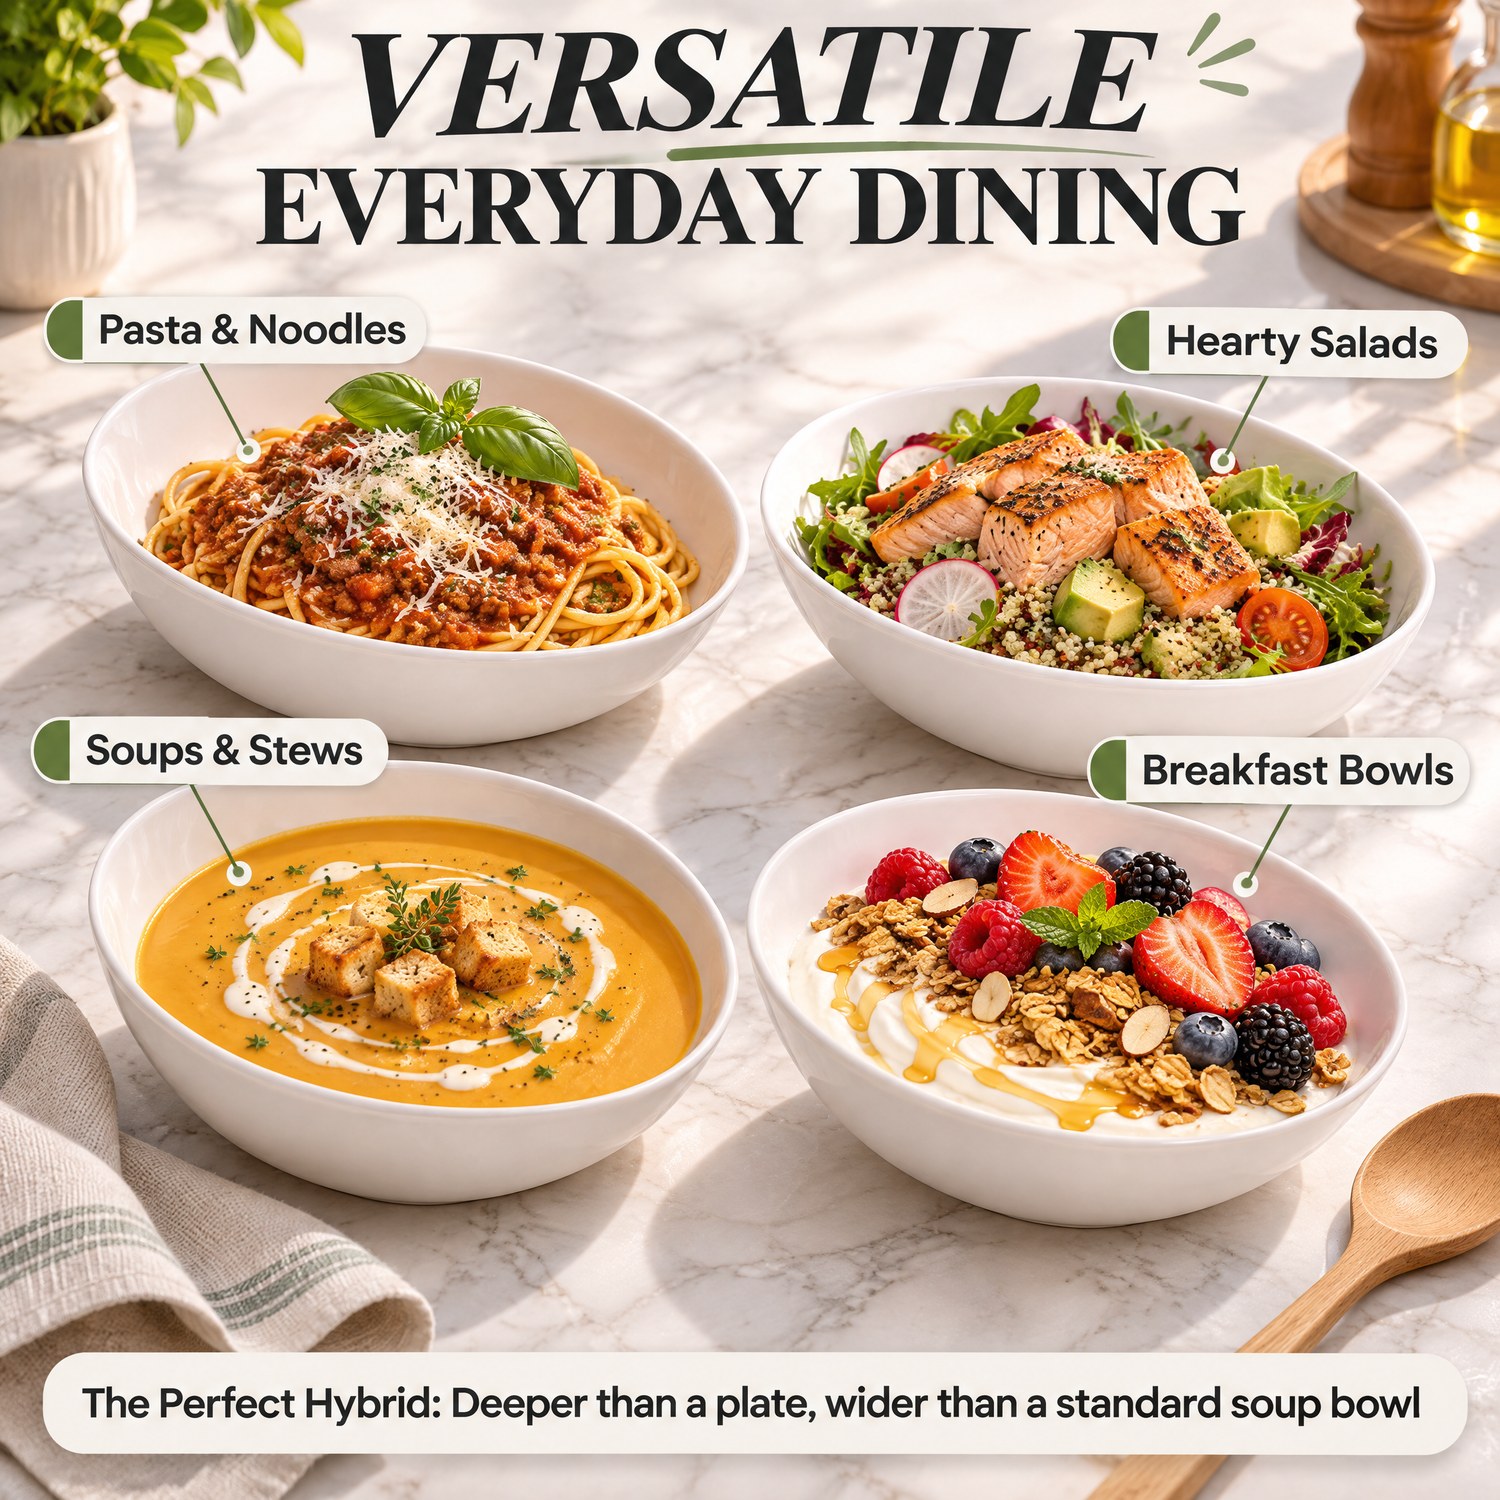 VERSATILE
EVERYDAY DINING
Pasta & Noodles
Hearty Salads
Soups & Stews
Breakfast Bowls
The Perfect Hybrid: Deeper than a plate, wider than a standard soup bowl